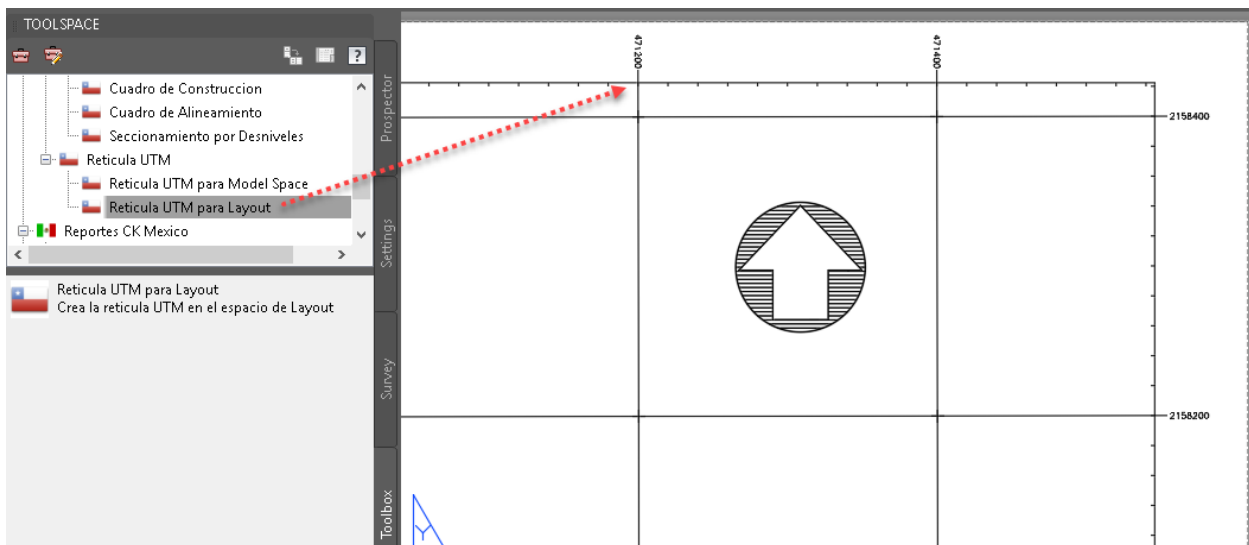 TOOLSPACE
?
Cuadro de Construccion
Cuadro de Alineamiento
Seccionamiento por Desniveles
Reticula UTM
Reticula UTM para Model Space
Reticula UTM para Layout
Reportes CK Mexico
Reticula UTM para Layout
Crea la reticula UTM en el espacio de Layout
Prospector
Settings
Survey
Toolbox
471200
471400
2158400
2158200
Y